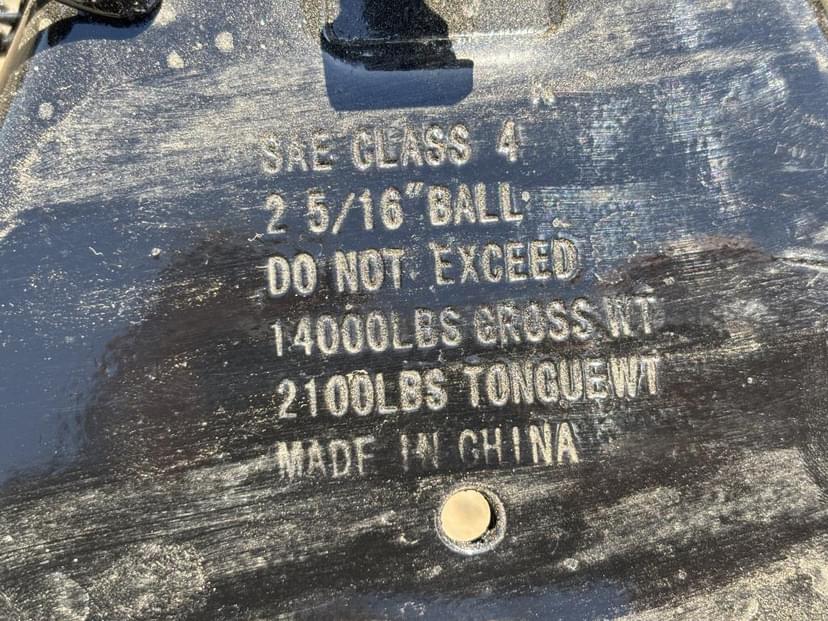 SAE CLASS 4
2 5/16"BALL
DO NOT EXCEED
14000LBS GROSS WT
2100LBS TONGUEWT
MADE IN CHINA